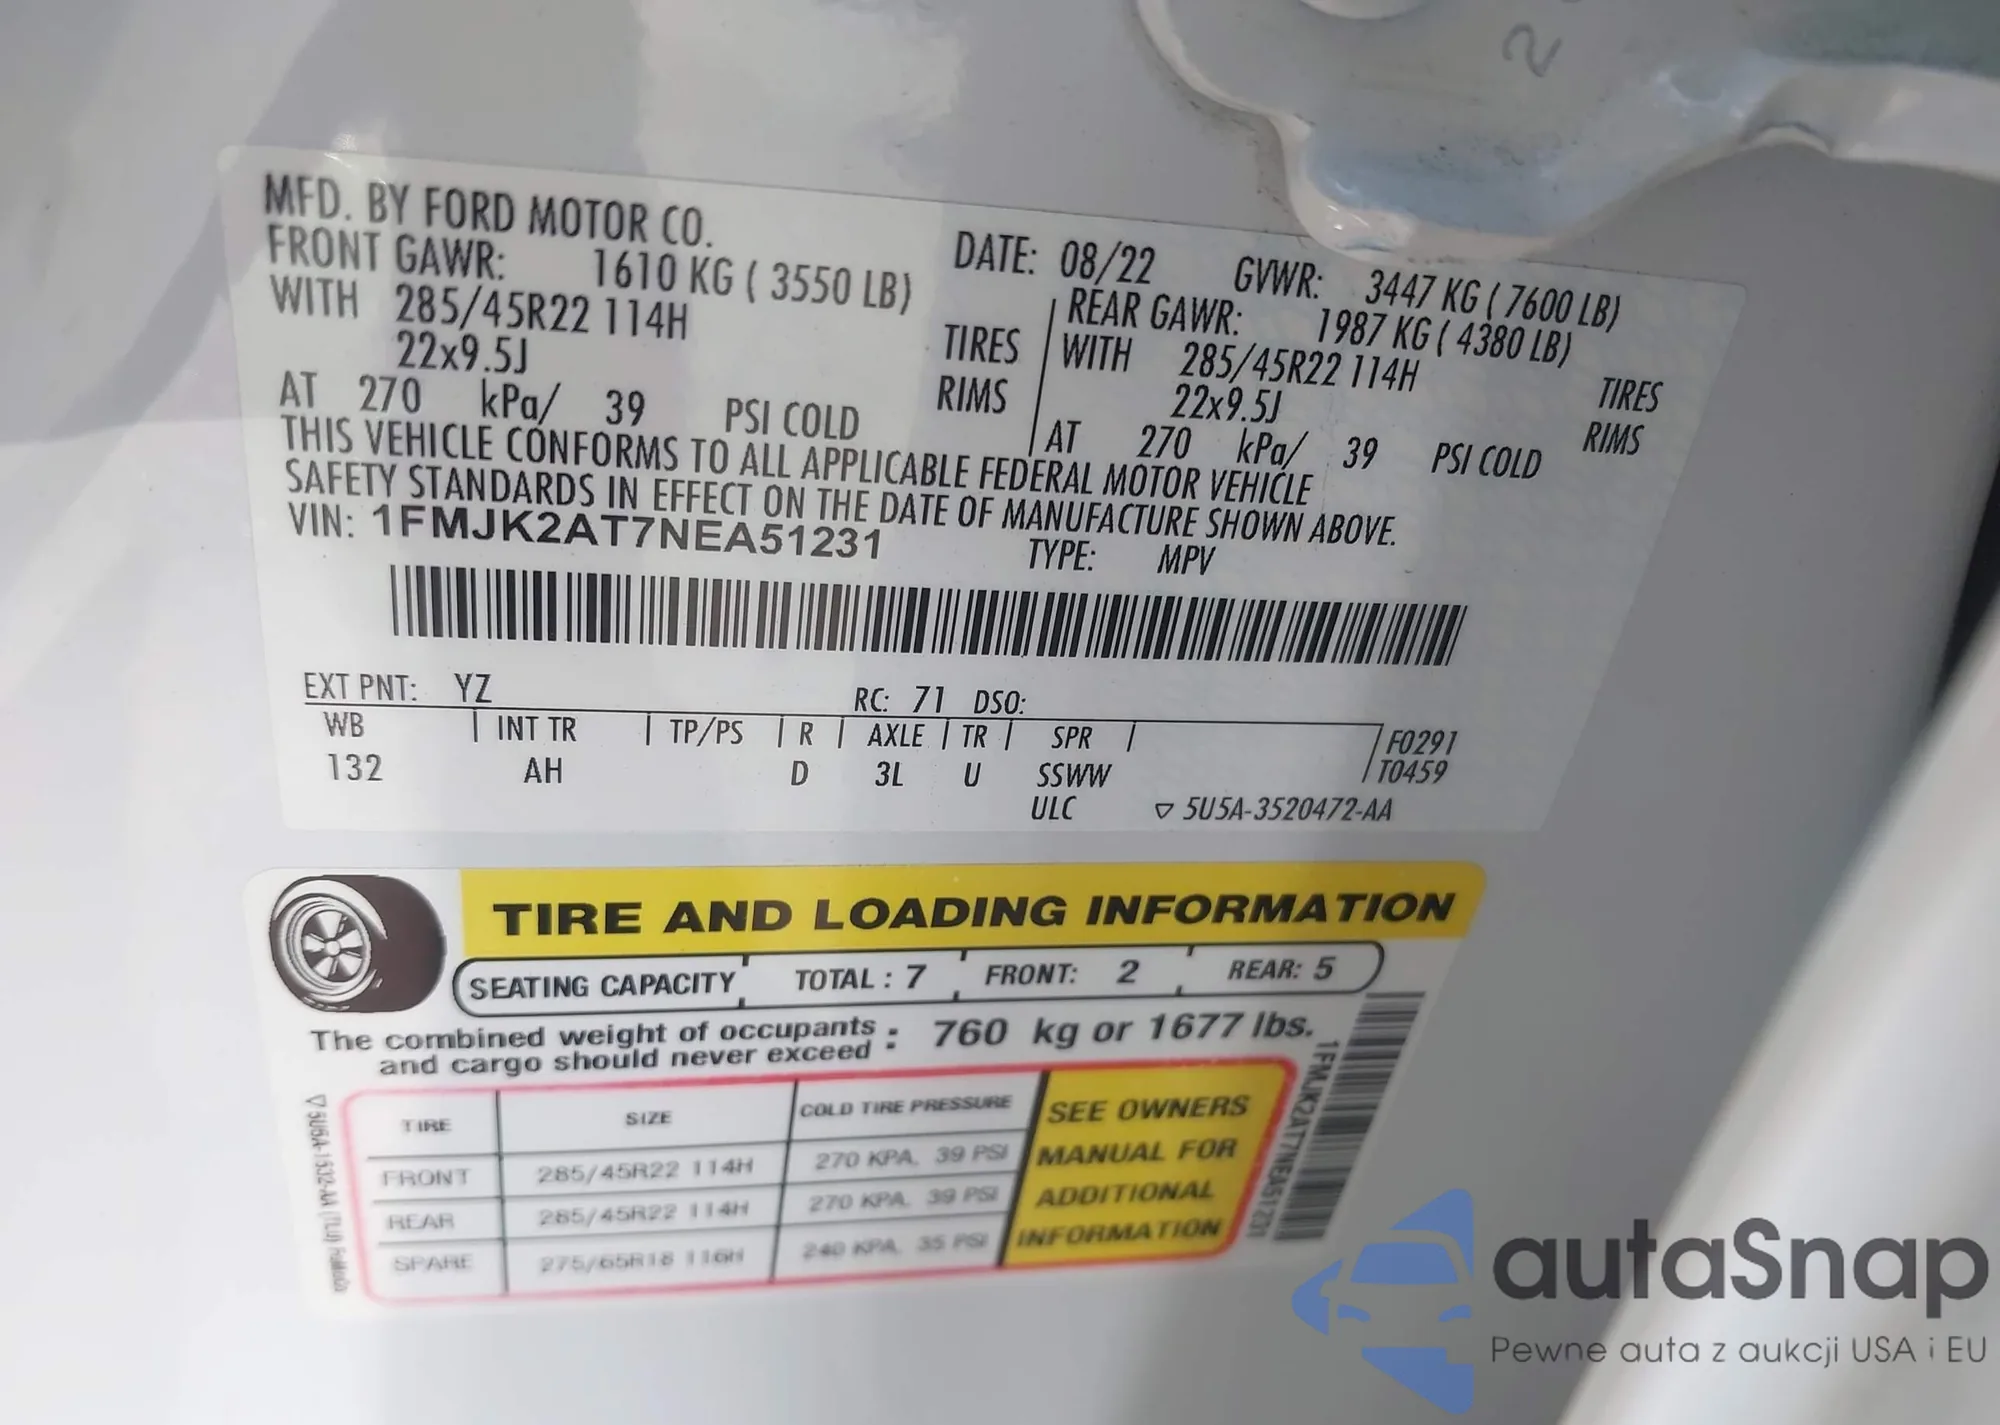 MFD. BY FORD MOTOR CO.
DATE: 08/22 GVWR: 3447 KG ( 7600 LB)
FRONT GAWR: 1610 KG ( 3550 LB)
WITH 285/45R22 114H TIRES
22x9.5J RIMS
AT 270 kPa/ 39 PSI COLD
REAR GAWR: 1987 KG ( 4380 LB)
WITH 285/45R22 114H TIRES
22x9.5J RIMS
AT 270 kPa/ 39 PSI COLD
THIS VEHICLE CONFORMS TO ALL APPLICABLE FEDERAL MOTOR VEHICLE
SAFETY STANDARDS IN EFFECT ON THE DATE OF MANUFACTURE SHOWN ABOVE.
VIN: 1FMJK2AT7NEA51231 TYPE: MPV
EXT PNT: YZ RC: 71 DSO:
WB INT TR TP/PS R AXLE TR SPR F0291
132 AH D 3L U SSWW T0459
ULC 5U5A-3520472-AA
TIRE AND LOADING INFORMATION
SEATING CAPACITY TOTAL : 7 FRONT: 2 REAR: 5
The combined weight of occupants
and cargo should never exceed : 760 kg or 1677 lbs.
TIRE SIZE COLD TIRE PRESSURE
FRONT 285/45R22 114H 270 KPA, 39 PSI
REAR 285/45R22 114H 270 KPA, 39 PSI
SPARE 275/65R18 116H 240 KPA, 35 PSI
SEE OWNERS
MANUAL FOR
ADDITIONAL
INFORMATION
1FMJK2AT7NEA51231
2
autaSnap
Pewne auta z aukcji USA i EU